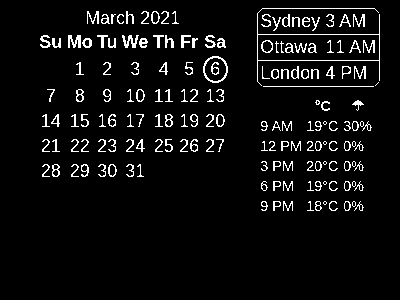 March 2021
Su Mo Tu We Th Fr Sa
1 2 3 4 5 6
7 8 9 10 11 12 13
14 15 16 17 18 19 20
21 22 23 24 25 26 27
28 29 30 31
Sydney 3 AM
Ottawa 11 AM
London 4 PM
°C ☂
9 AM 19°C 30%
12 PM 20°C 0%
3 PM 20°C 0%
6 PM 19°C 0%
9 PM 18°C 0%